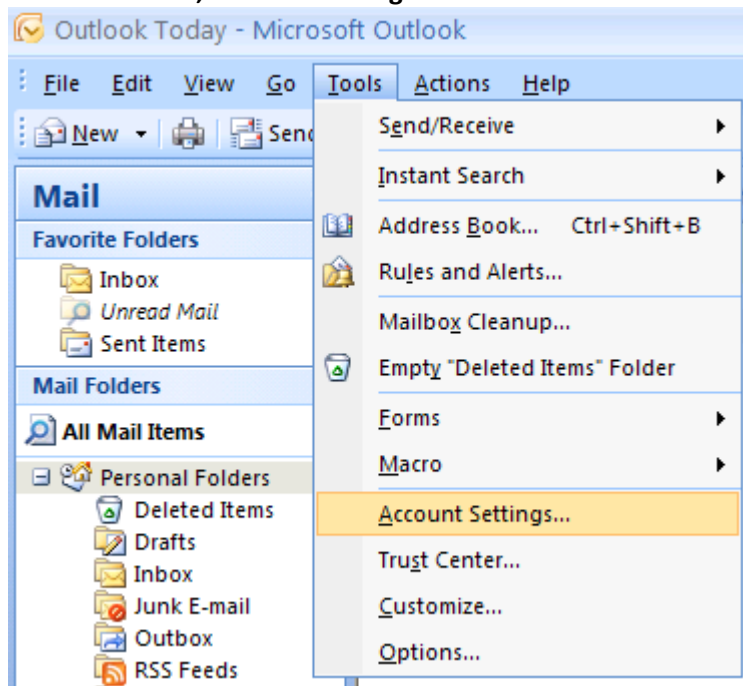 Outlook Today - Microsoft Outlook
File Edit View Go Tools Actions Help
New
Mail
Favorite Folders
Inbox
Unread Mail
Sent Items
Mail Folders
All Mail Items
Personal Folders
Deleted Items
Drafts
Inbox
Junk E-mail
Outbox
RSS Feeds
Send/Receive
Instant Search
Address Book... Ctrl+Shift+B
Rules and Alerts...
Mailbox Cleanup...
Empty "Deleted Items" Folder
Forms
Macro
Account Settings...
Trust Center...
Customize...
Options...